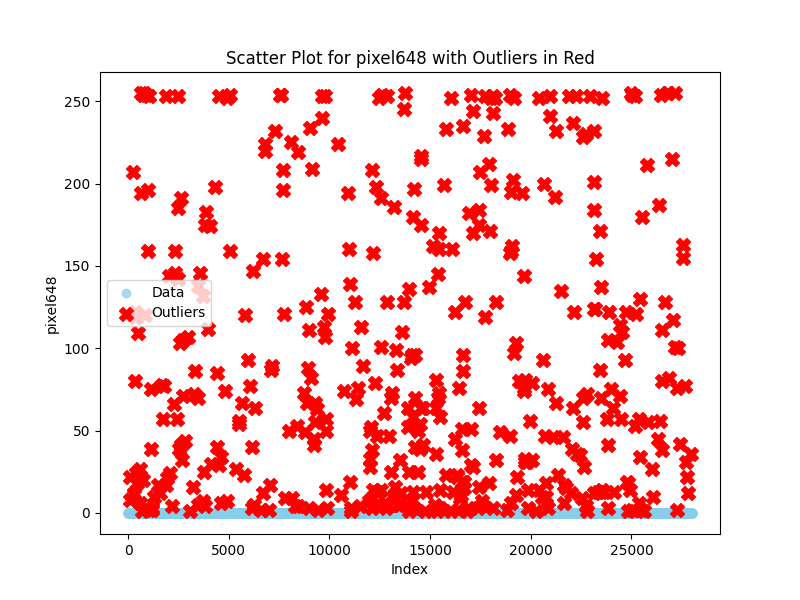 Scatter Plot for pixel648 with Outliers in Red
250
200
150
100
50
0
pixel648
Data
Outliers
0
5000
10000
15000
20000
25000
Index